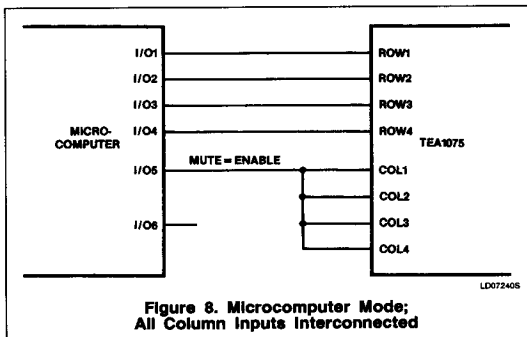 I/O1
I/O2
I/O3
I/O4
I/O5
I/O6
MICRO-
COMPUTER
MUTE = ENABLE
ROW1
ROW2
ROW3
ROW4
COL1
COL2
COL3
COL4
TEA1075
LD07240S
Figure 8. Microcomputer Mode;
All Column Inputs Interconnected